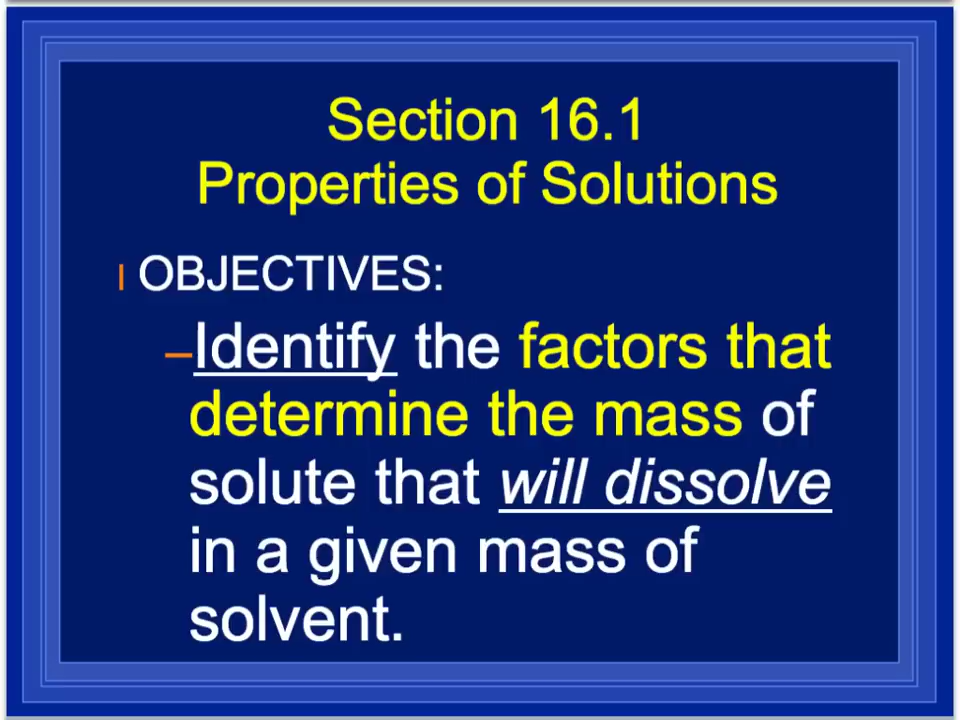 Section 16.1
Properties of Solutions
l OBJECTIVES:
–Identify the factors that
determine the mass of
solute that will dissolve
in a given mass of
solvent.